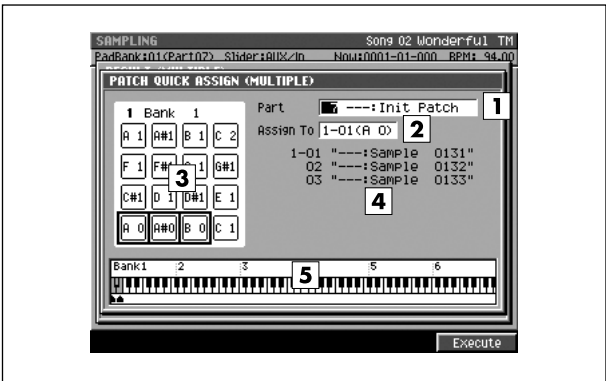 SAMPLING Song 02 Wonderful TM
PadBank:01(Part07) Slider:AUX/In Now:0001-01-000 BPM: 94.00
PATCH QUICK ASSIGN (MULTIPLE)
1 Bank 1
Part 7 ---:Init Patch 1
Assign To 1-01(A 0) 2
A 1 A#1 B 1 C 2
F 1 G#1
3
C#1 D 1 D#1 E 1
A 0 A#0 B 0 C 1
1-01 "---:Sample 0131"
02 "---:Sample 0132"
03 "---:Sample 0133"
4
Bank1 2 3 5 5 6
Execute